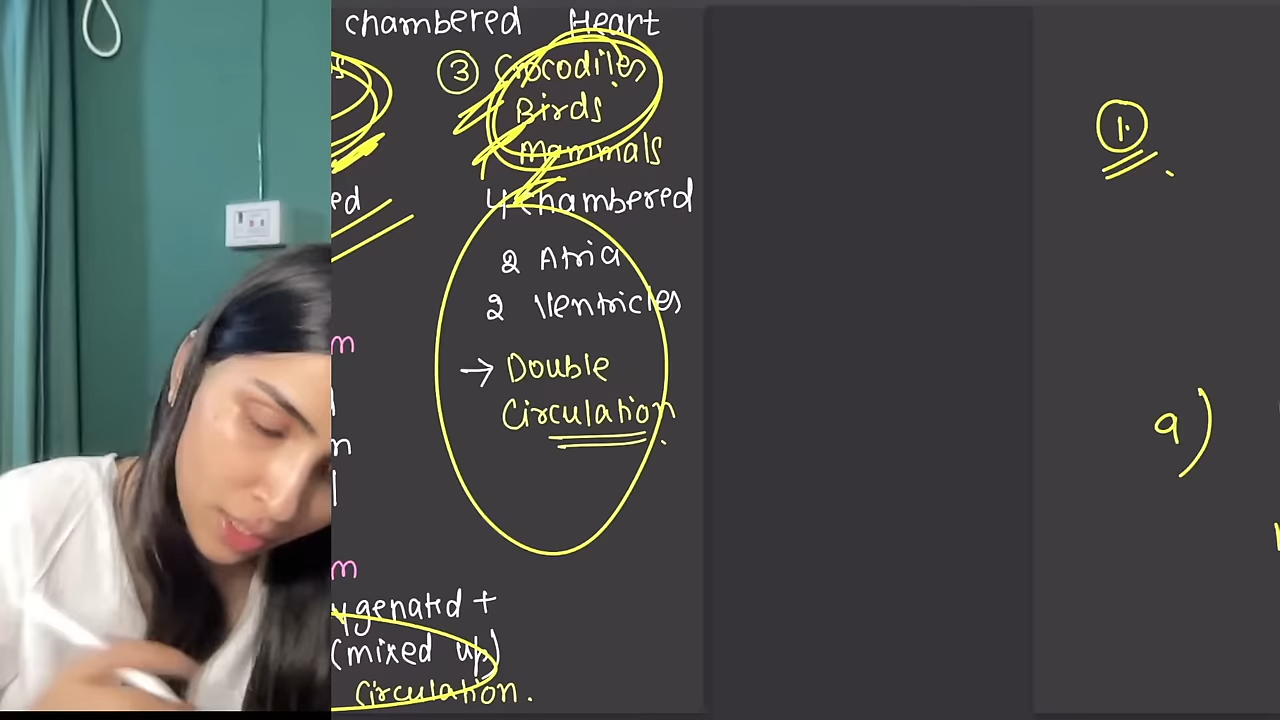 chambered Heart
③ Crocodiles
Birds
Mammals
ed
4 chambered
2 Atria
2 Ventricles
→ Double
Circulation
m
n
m
ygenated +
(mixed up)
Circulation.
①.
a)